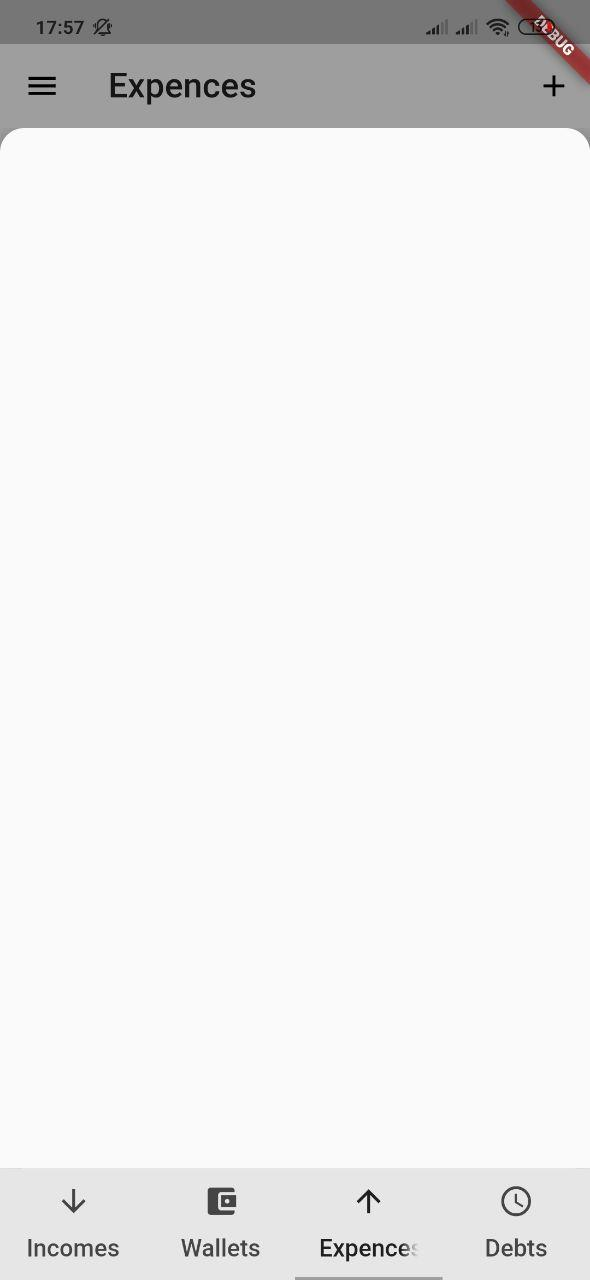 17:57
DEBUG
Expences
Incomes Wallets Expences Debts